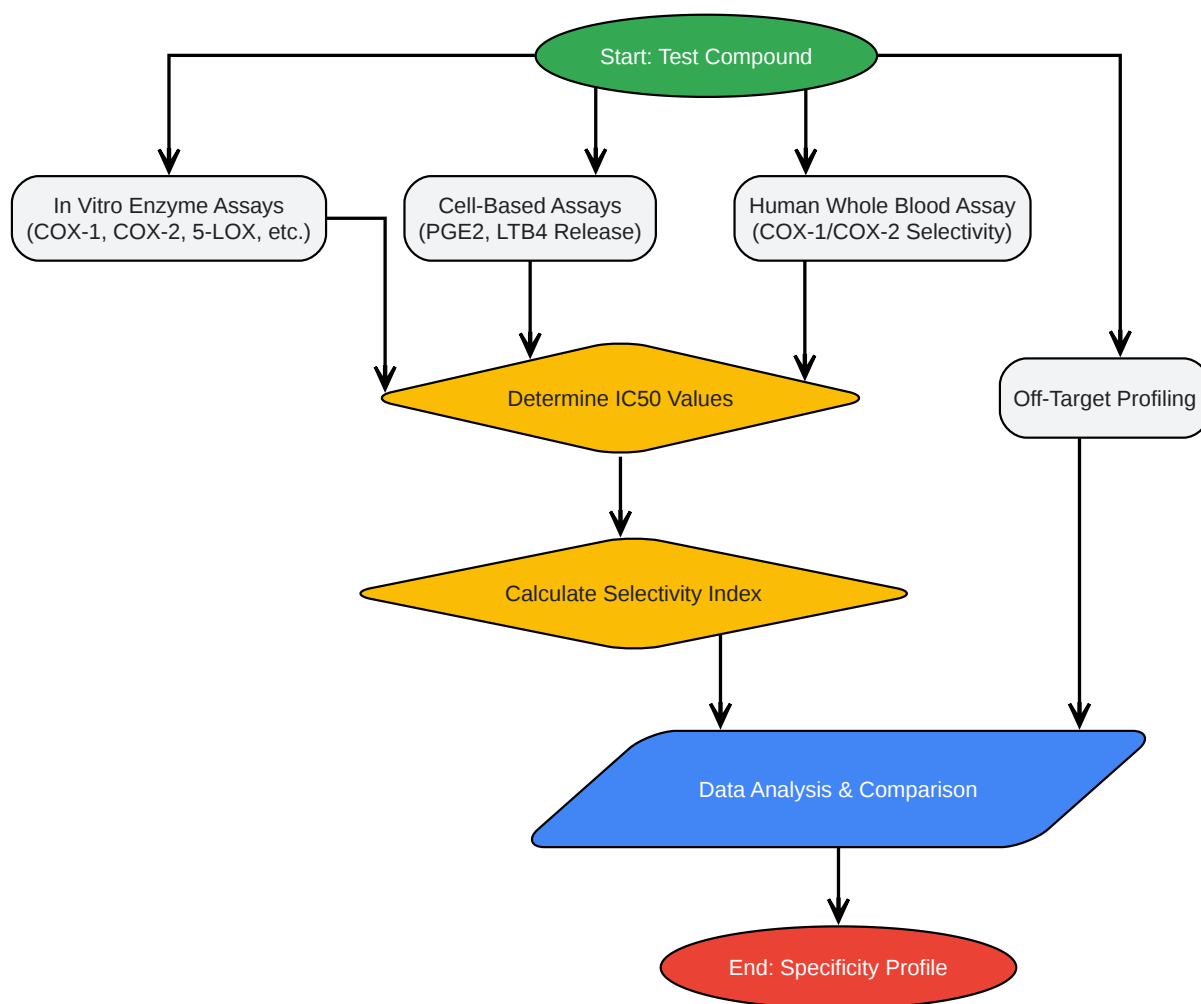 Start: Test Compound
In Vitro Enzyme Assays
(COX-1, COX-2, 5-LOX, etc.)
Cell-Based Assays
(PGE2, LTB4 Release)
Human Whole Blood Assay
(COX-1/COX-2 Selectivity)
Determine IC50 Values
Off-Target Profiling
Calculate Selectivity Index
Data Analysis & Comparison
End: Specificity Profile